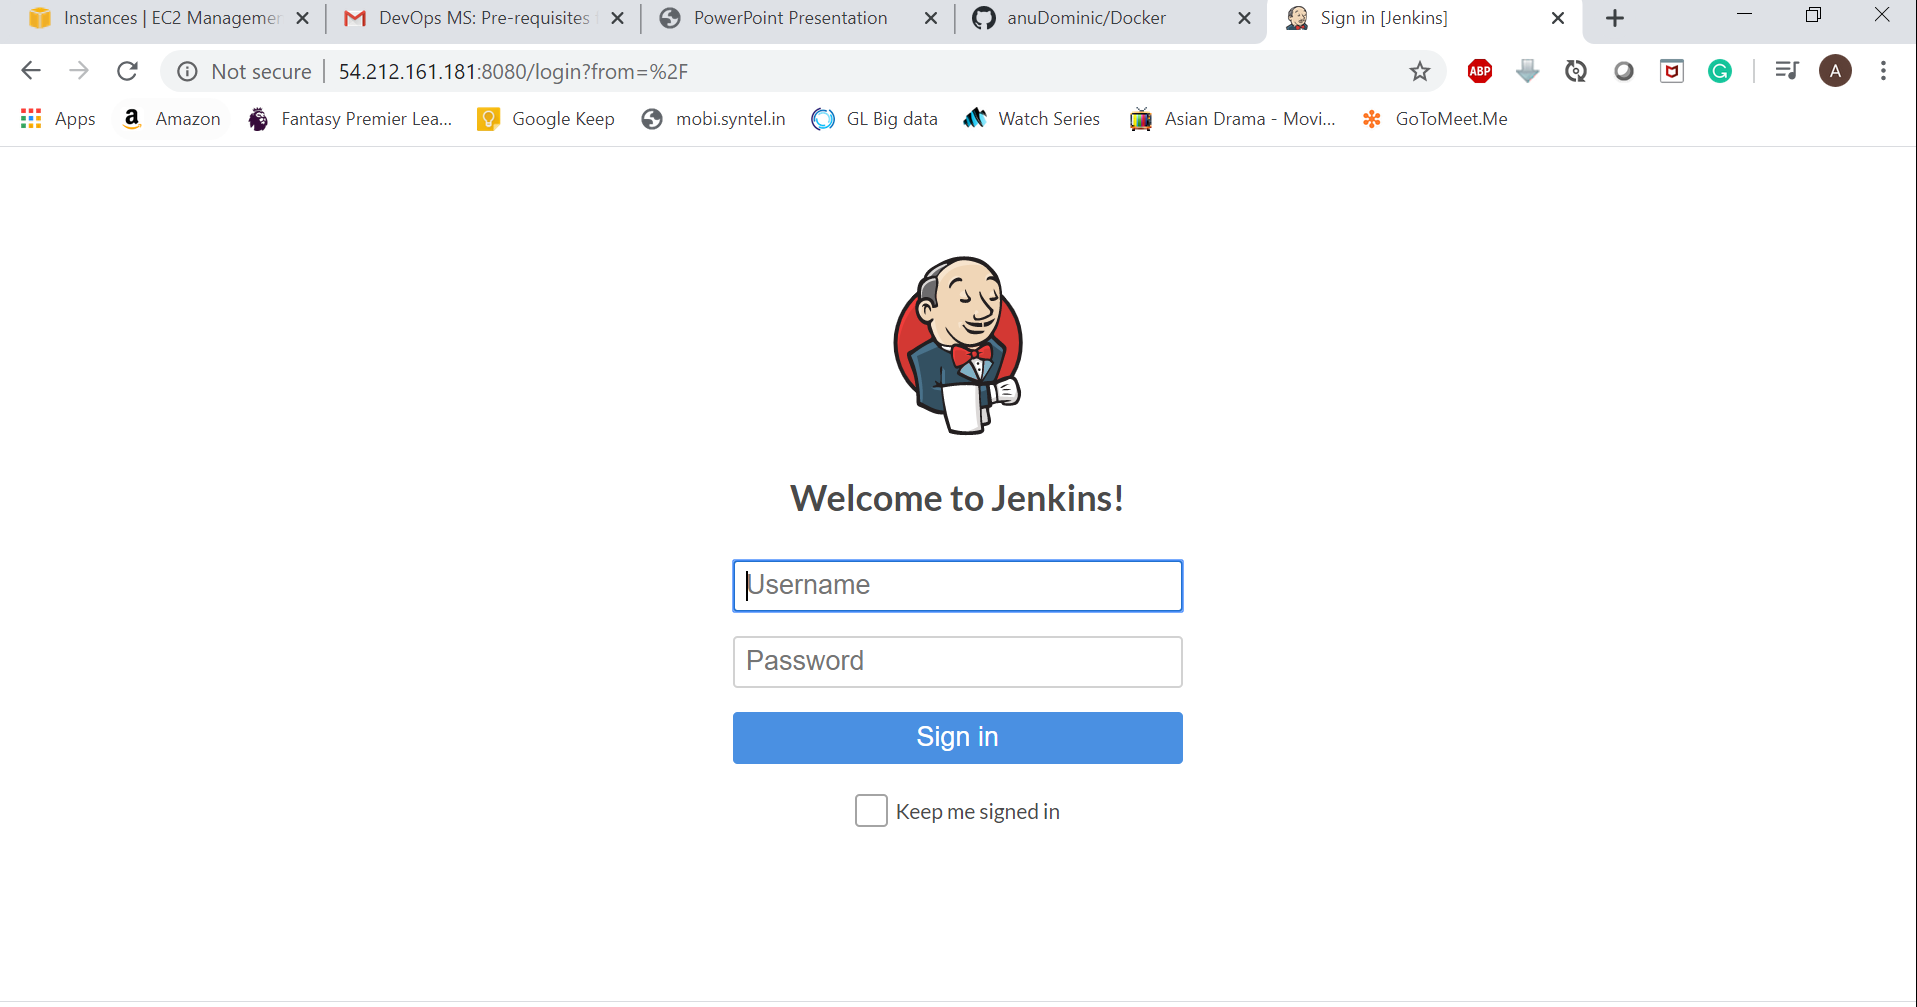 Instances | EC2 Managemen
DevOps MS: Pre-requisites
PowerPoint Presentation
anuDominic/Docker
Sign in [Jenkins]
Not secure
54.212.161.181:8080/login?from=%2F
ABP
G
A
Apps
Amazon
Fantasy Premier Lea...
Google Keep
mobi.syntel.in
GL Big data
Watch Series
Asian Drama - Movi...
GoToMeet.Me
Welcome to Jenkins!
Username
Password
Sign in
Keep me signed in